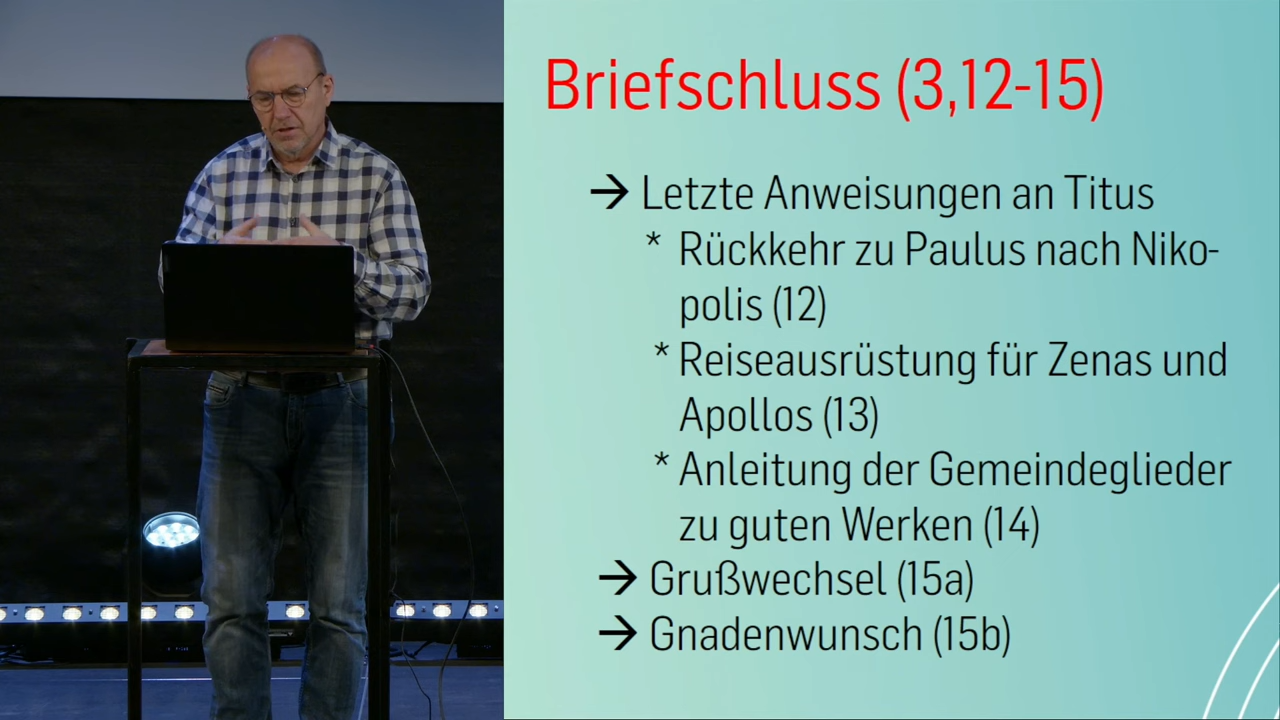 Briefschluss (3,12-15)
→ Letzte Anweisungen an Titus
* Rückkehr zu Paulus nach Niko-
polis (12)
* Reiseausrüstung für Zenas und
Apollos (13)
* Anleitung der Gemeindeglieder
zu guten Werken (14)
→ Grußwechsel (15a)
→ Gnadenwunsch (15b)